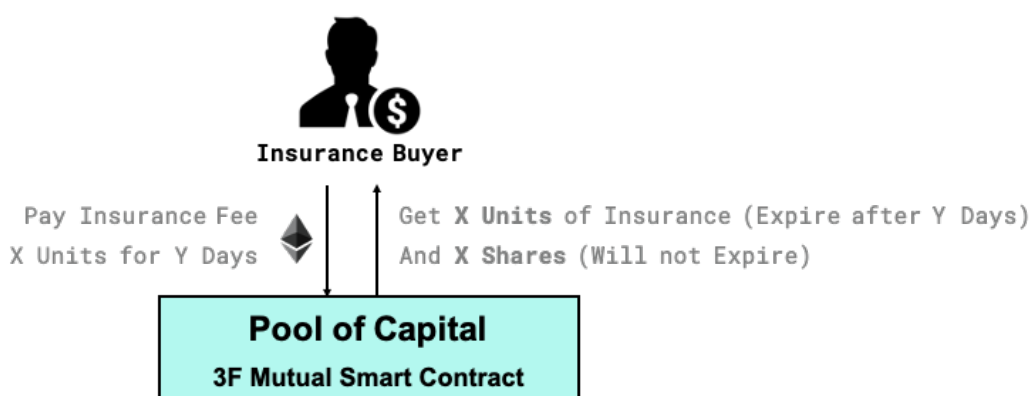 $
Insurance Buyer
Pay Insurance Fee
X Units for Y Days
Get X Units of Insurance (Expire after Y Days)
And X Shares (Will not Expire)
Pool of Capital
3F Mutual Smart Contract